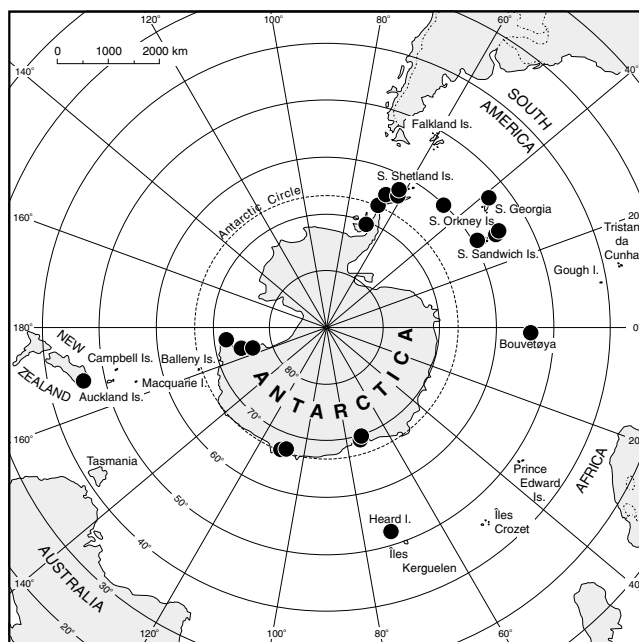 140° 120° 100° 80° 60° 40°
0 1000 2000 km
SOUTH
AMERICA
Falkland Is.
S. Shetland Is.
Antarctic Circle
160°
20°
S. Georgia
S. Orkney Is.
Tristan
da
Cunha
S. Sandwich Is.
Gough I.
180°
0°
NEW
ZEALAND
Campbell Is.
Balleny Is.
Bouvetøya
Macquarie I.
Auckland Is.
ANTARCTICA
80°
70°
60°
50°
40°
30°
20°
160°
20°
Tasmania
AFRICA
Prince
Edward
Is.
Heard I.
Îles
Crozet
Îles
Kerguelen
AUSTRALIA
140°
40°
120° 100° 80° 60°